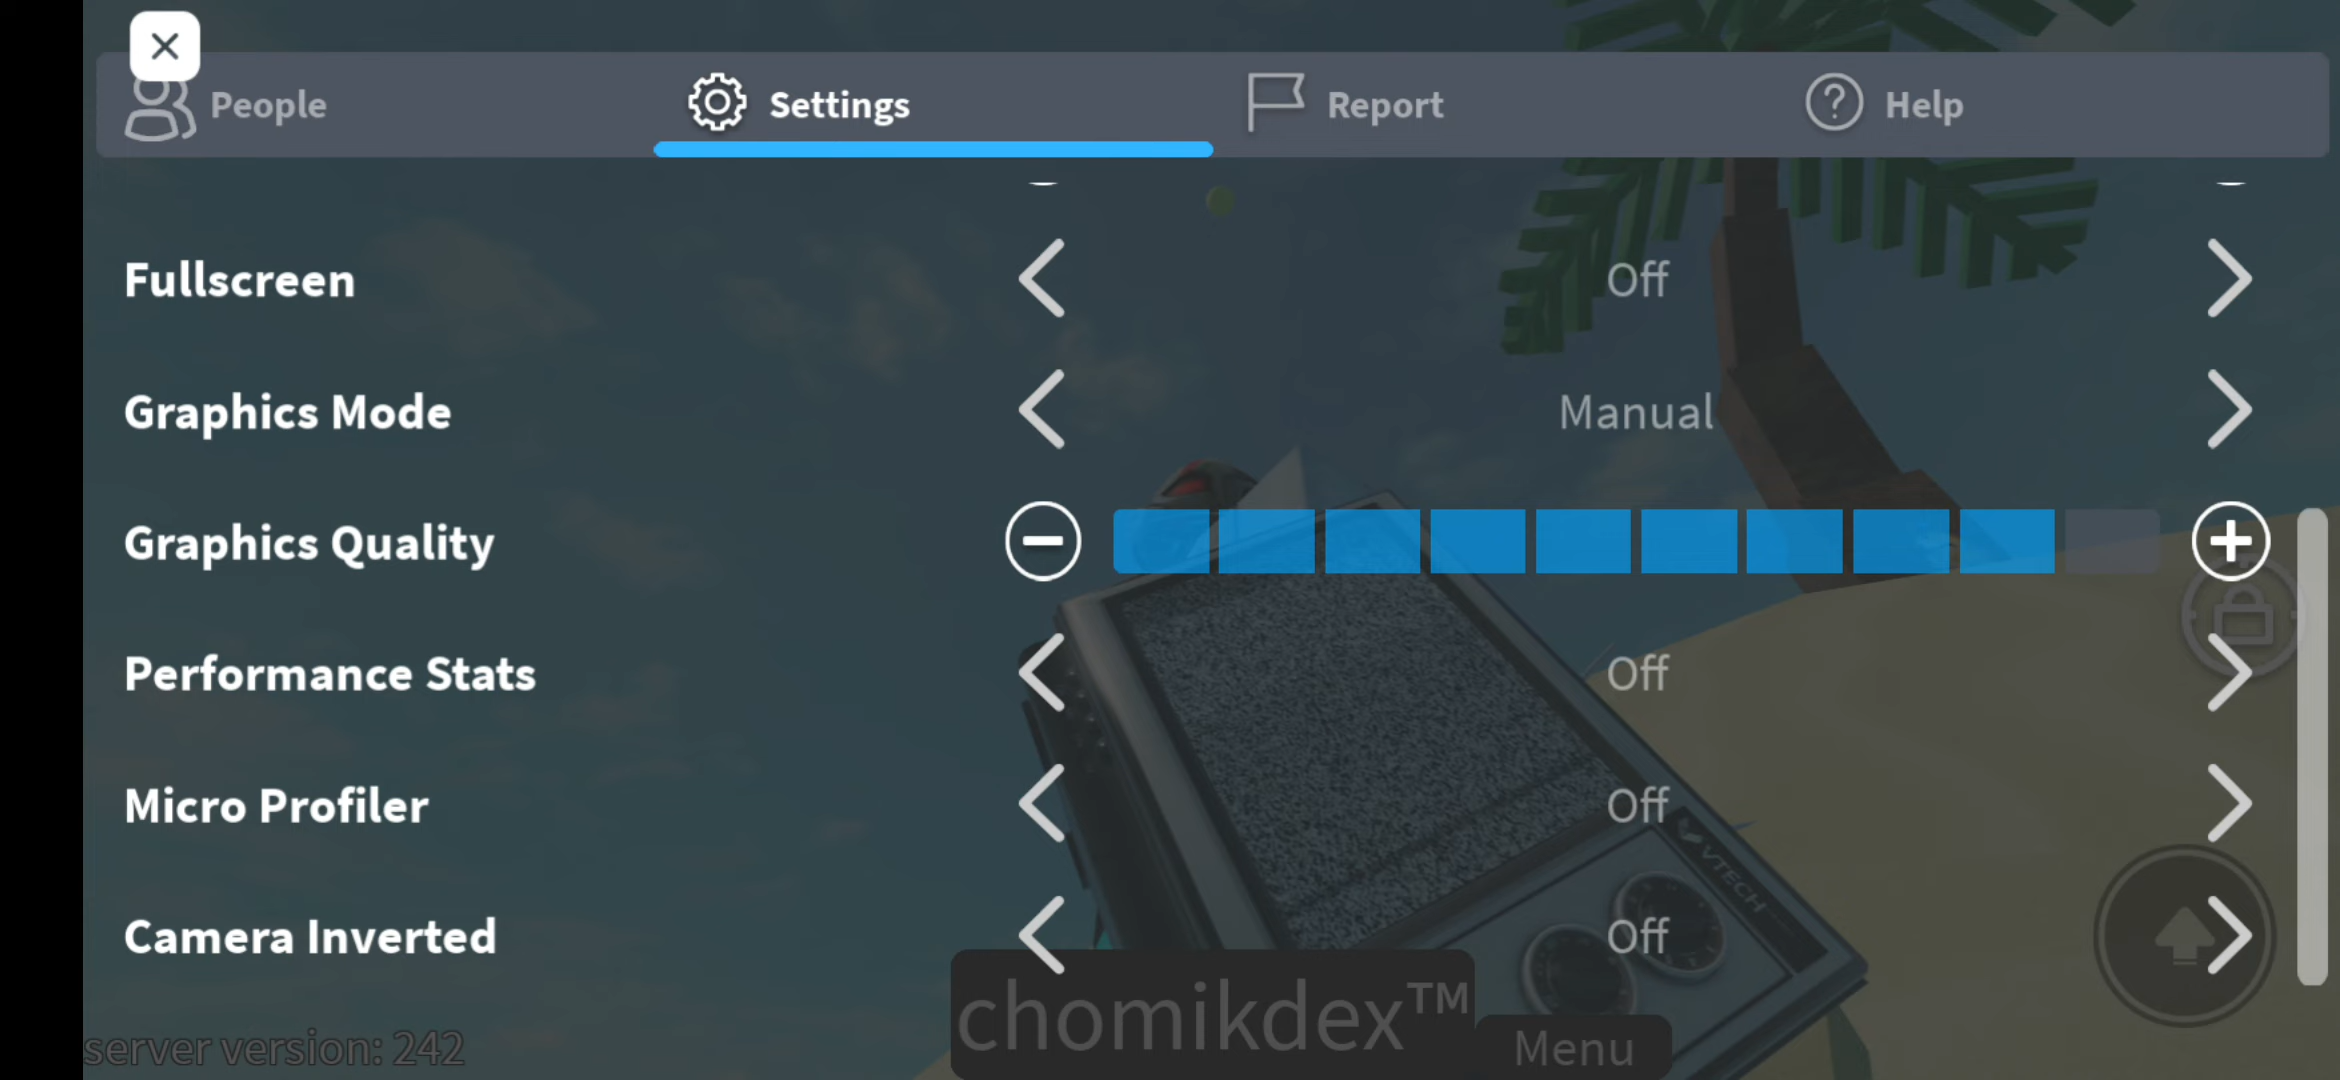 People
Settings
Report
Help
Fullscreen
Off
Graphics Mode
Manual
Graphics Quality
Performance Stats
Off
Micro Profiler
Off
VTECH
Camera Inverted
Off
chomikdex™
server version: 242
Menu